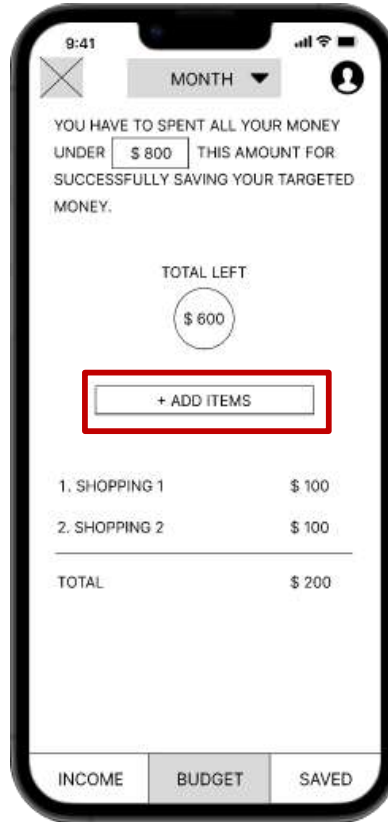 9:41
MONTH
YOU HAVE TO SPENT ALL YOUR MONEY
UNDER $ 800 THIS AMOUNT FOR
SUCCESSFULLY SAVING YOUR TARGETED
MONEY.
TOTAL LEFT
$ 600
+ ADD ITEMS
1. SHOPPING 1 $ 100
2. SHOPPING 2 $ 100
TOTAL $ 200
INCOME BUDGET SAVED